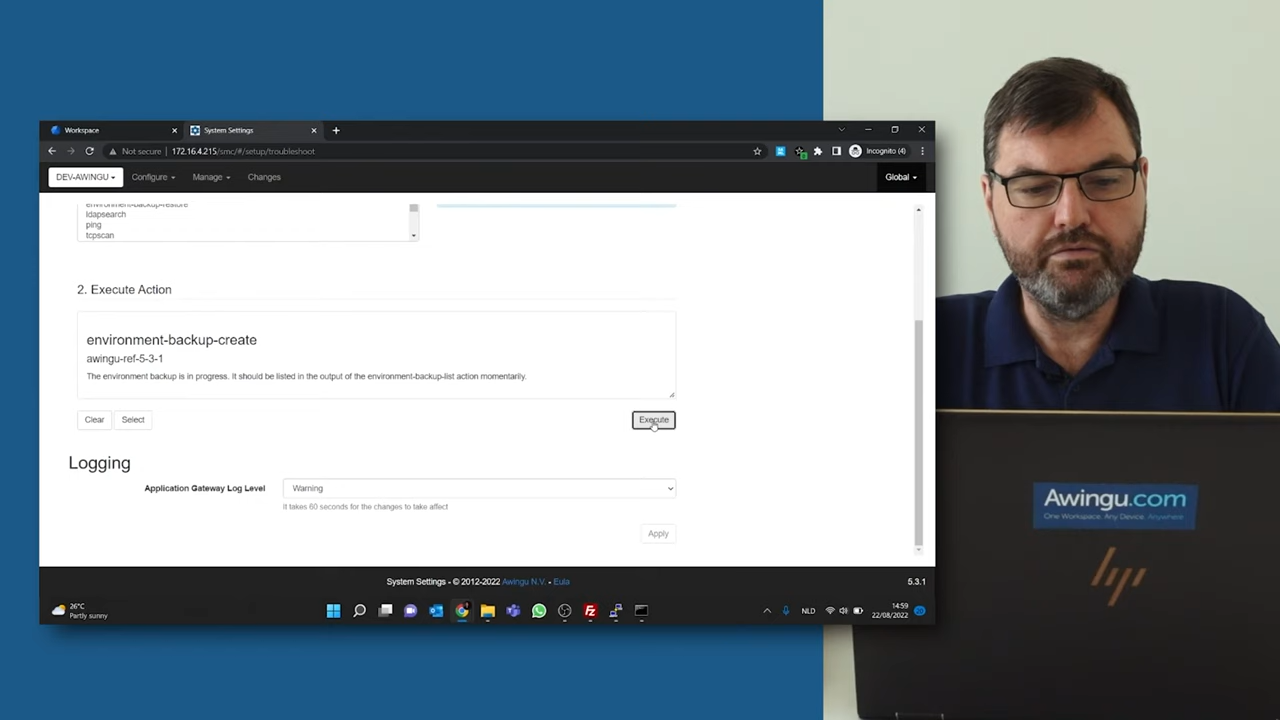 Workspace
System Settings
Not secure
172.16.4.215/smc/#/setup/troubleshoot
Incognito (4)
DEV-AWINGU
Configure
Manage
Changes
Global
environment-backup-restore
ldapsearch
ping
tcpscan
2. Execute Action
environment-backup-create
awingu-ref-5-3-1
The environment backup is in progress. It should be listed in the output of the environment-backup-list action momentarily.
Clear
Select
Execute
Logging
Application Gateway Log Level
Warning
It takes 60 seconds for the changes to take affect
Apply
System Settings - © 2012-2022 Awingu N.V. - Eula
5.3.1
26°C
Partly sunny
NLD
14:59
22/08/2022
Awingu.com
One Workspace. Any Device. Anywhere.
hp